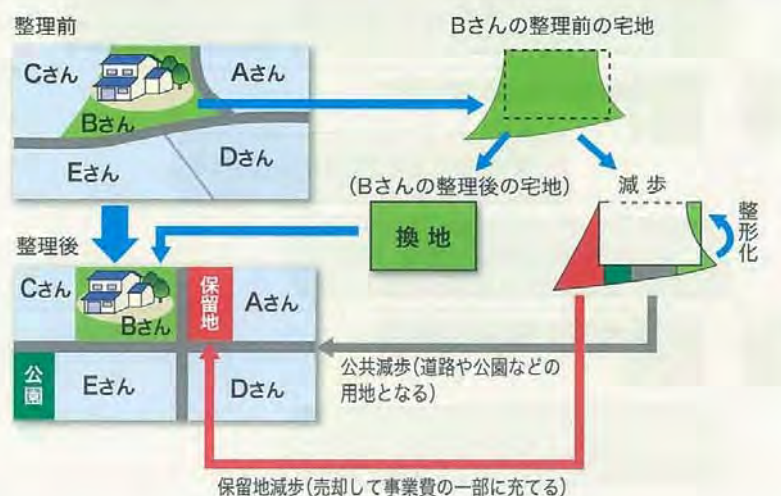 整理前
Cさん
Aさん
Bさん
Eさん
Dさん
Bさんの整理前の宅地
(Bさんの整理後の宅地)
換地
減歩
整形化
整理後
Cさん
Bさん
保留地
Aさん
公園
Eさん
Dさん
公共減歩(道路や公園などの
用地となる)
保留地減歩(売却して事業費の一部に充てる)